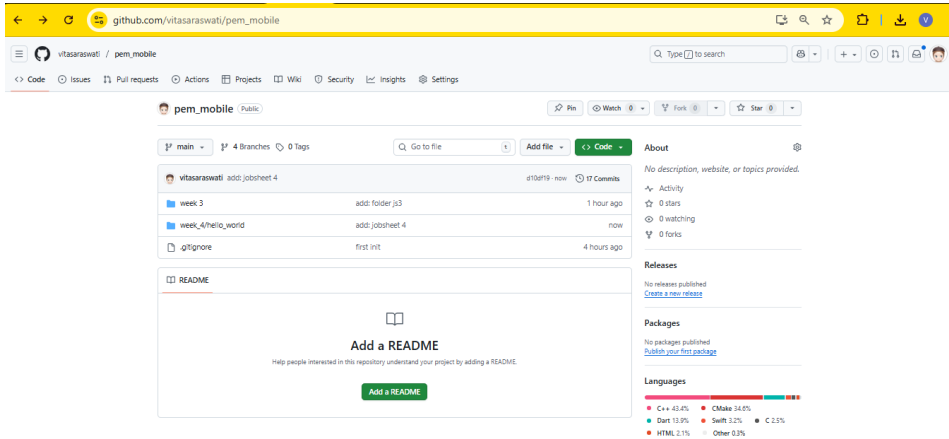 github.com/vitasaraswati/pem_mobile
V
vitasaraswati / pem_mobile
Type / to search
<> Code Issues Pull requests Actions Projects Wiki Security Insights Settings
pem_mobile Public
Pin Watch 0 Fork 0 Star 0
main 4 Branches 0 Tags
Go to file t
Add file <> Code
About
vitasaraswati add: jobsheet 4 d10df19 · now 17 Commits
week 3 add: folder js3 1 hour ago
week_4/hello_world add: jobsheet 4 now
.gitignore first init 4 hours ago
README
Add a README
Help people interested in this repository understand your project by adding a README.
Add a README
No description, website, or topics provided.
Activity
0 stars
0 watching
0 forks
Releases
No releases published
Create a new release
Packages
No packages published
Publish your first package
Languages
C++ 43.4% CMake 34.6%
Dart 13.9% Swift 3.2% C 2.5%
HTML 2.1% Other 0.3%